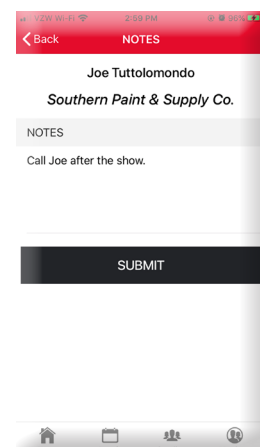 VZW Wi-Fi 2:59 PM 96%
Back NOTES
Joe Tuttolomondo
Southern Paint & Supply Co.
NOTES
Call Joe after the show.
SUBMIT